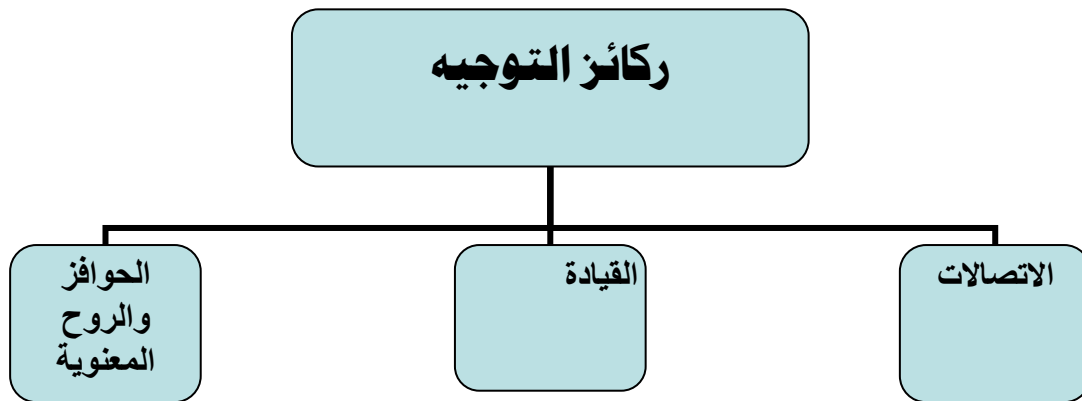 ركائز التوجيه
الاتصالات
القيادة
الحوافز
والروح
المعنوية